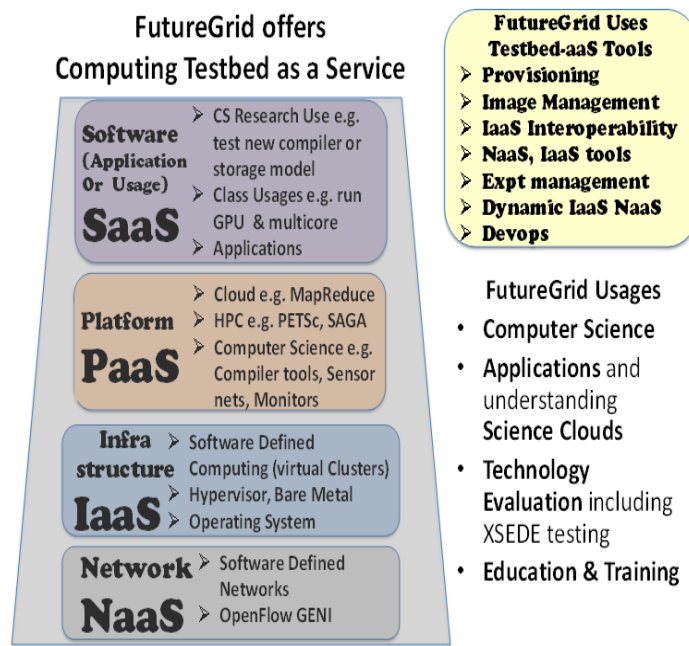 FutureGrid offers
Computing Testbed as a Service
Software
(Application
Or Usage)
SaaS
➢ CS Research Use e.g.
test new compiler or
storage model
➢ Class Usages e.g. run
GPU & multicore
➢ Applications
Platform
PaaS
➢ Cloud e.g. MapReduce
➢ HPC e.g. PETSc, SAGA
➢ Computer Science e.g.
Compiler tools, Sensor
nets, Monitors
Infra
structure
IaaS
➢ Software Defined
Computing (virtual Clusters)
➢ Hypervisor, Bare Metal
➢ Operating System
Network
NaaS
➢ Software Defined
Networks
➢ OpenFlow GENI
FutureGrid Uses
Testbed-aaS Tools
➢ Provisioning
➢ Image Management
➢ IaaS Interoperability
➢ NaaS, IaaS tools
➢ Expt management
➢ Dynamic IaaS NaaS
➢ Devops
FutureGrid Usages
• Computer Science
• Applications and
understanding
Science Clouds
• Technology
Evaluation including
XSEDE testing
• Education & Training